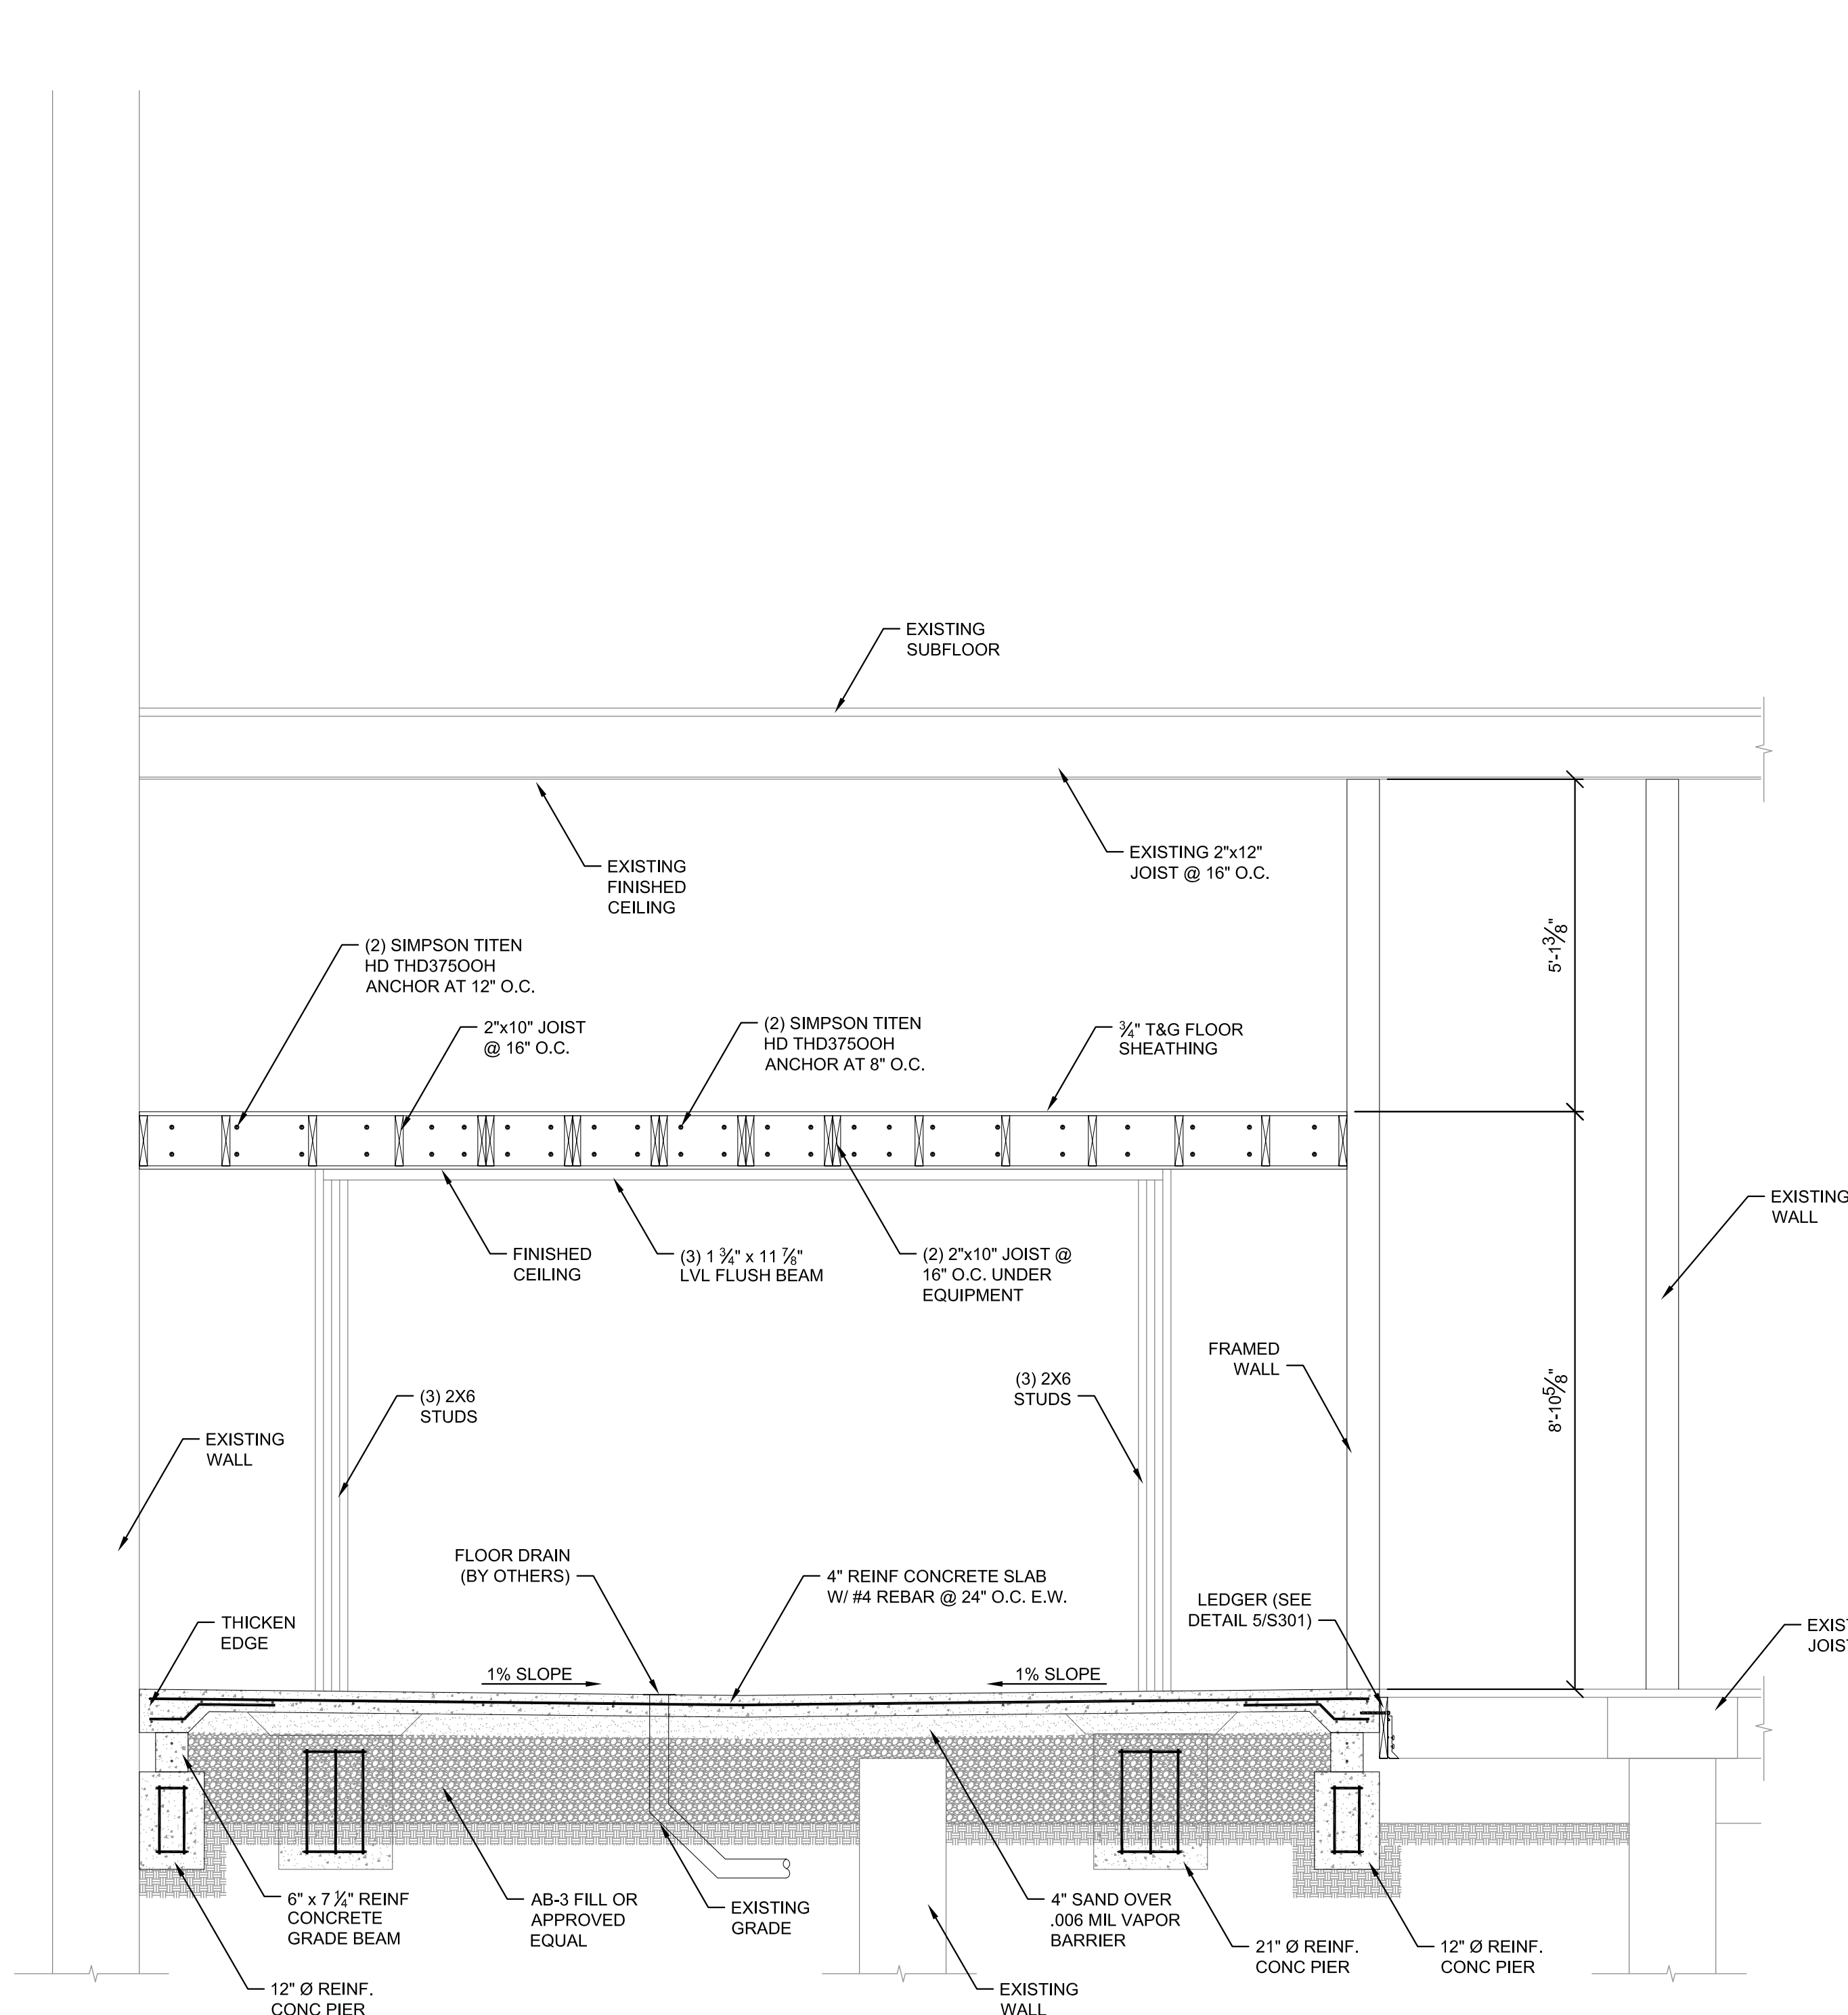 EXISTING
SUBFLOOR
EXISTING
FINISHED
CEILING
EXISTING 2"x12"
JOIST @ 16" O.C.
5'-1⅜"
(2) SIMPSON TITEN
HD THD375OOH
ANCHOR AT 12" O.C.
2"x10" JOIST
@ 16" O.C.
(2) SIMPSON TITEN
HD THD375OOH
ANCHOR AT 8" O.C.
¾" T&G FLOOR
SHEATHING
EXISTING
WALL
FINISHED
CEILING
(3) 1 ¾" x 11 ⅞"
LVL FLUSH BEAM
(2) 2"x10" JOIST @
16" O.C. UNDER
EQUIPMENT
FRAMED
WALL
(3) 2X6
STUDS
(3) 2X6
STUDS
8'-10⅝"
EXISTING
WALL
FLOOR DRAIN
(BY OTHERS)
4" REINF CONCRETE SLAB
W/ #4 REBAR @ 24" O.C. E.W.
LEDGER (SEE
DETAIL 5/S301)
THICKEN
EDGE
EXIST
JOIST
1% SLOPE
1% SLOPE
6" x 7 ¼" REINF
CONCRETE
GRADE BEAM
AB-3 FILL OR
APPROVED
EQUAL
EXISTING
GRADE
4" SAND OVER
.006 MIL VAPOR
BARRIER
21" Ø REINF.
CONC PIER
12" Ø REINF.
CONC PIER
12" Ø REINF.
CONC PIER
EXISTING
WALL